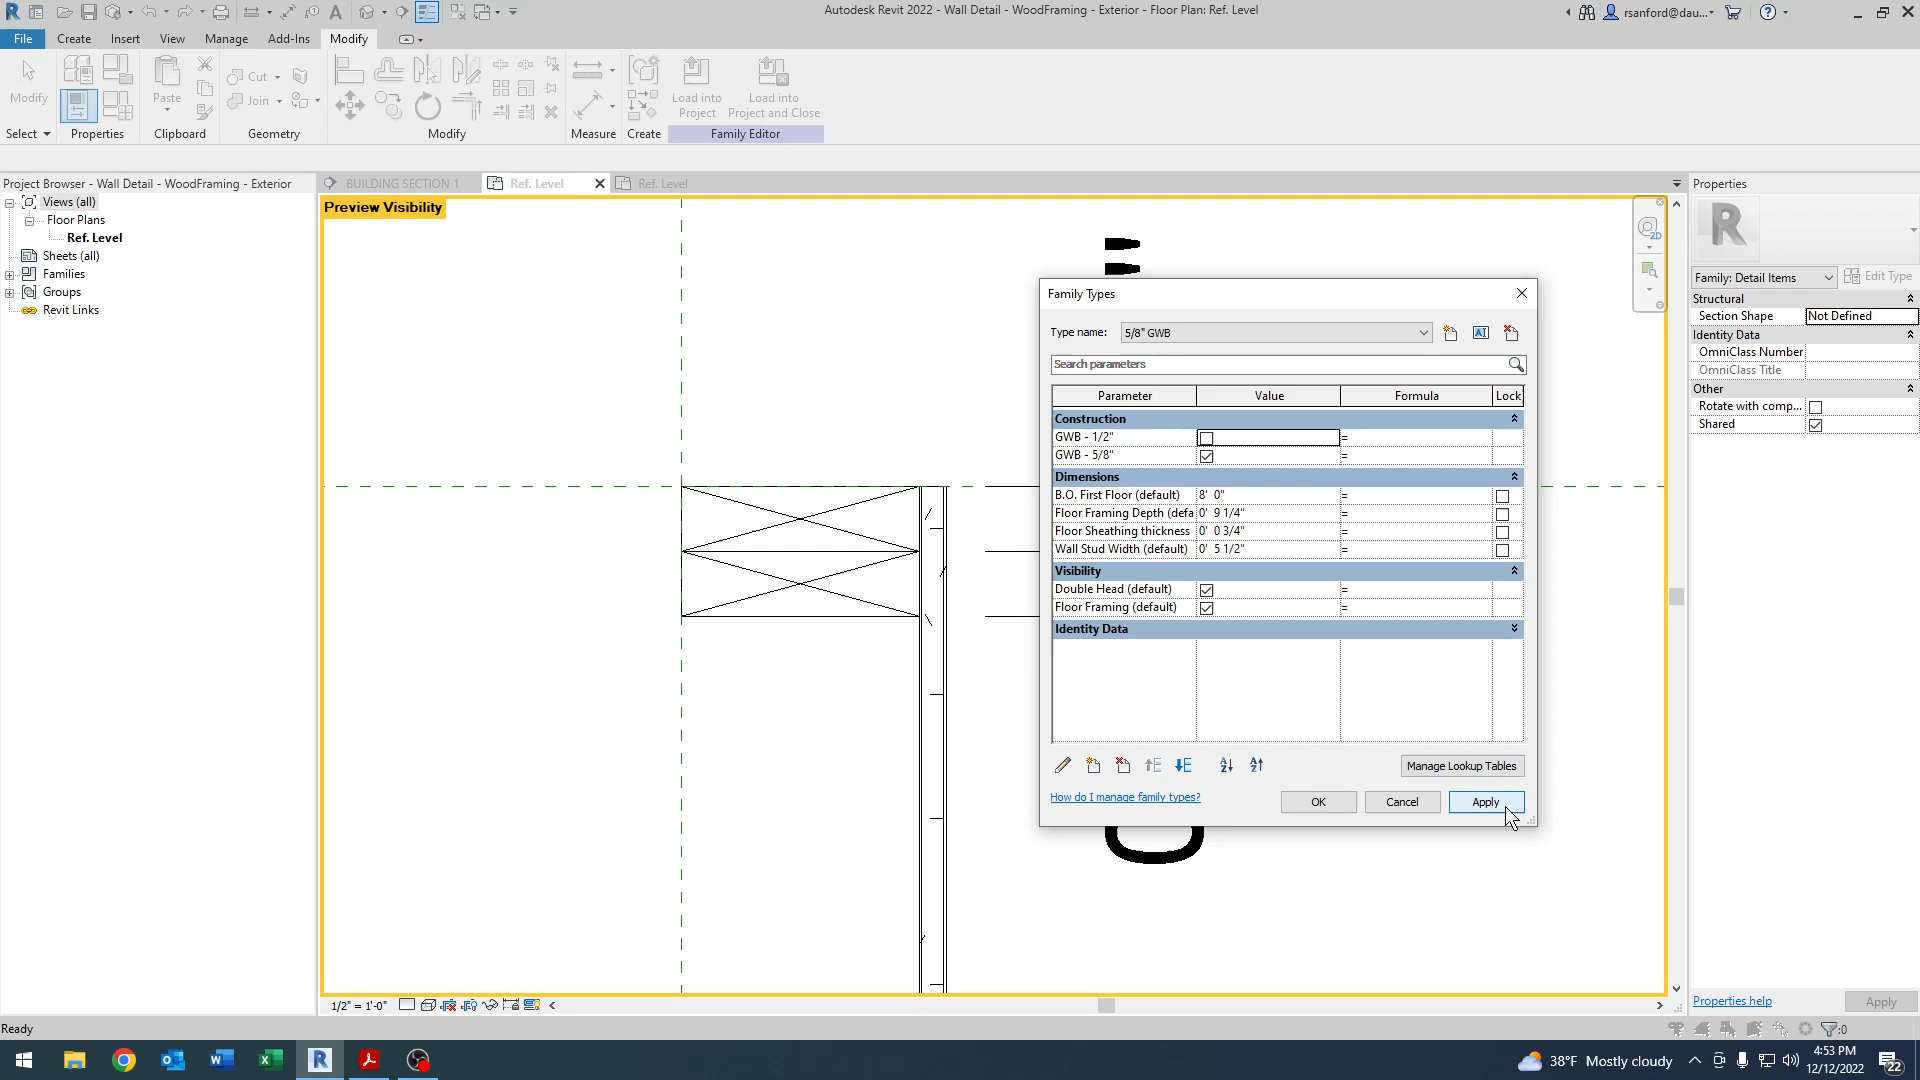 Autodesk Revit 2022 - Wall Detail - WoodFraming - Exterior - Floor Plan: Ref. Level
rsanford@dau...
File Create Insert View Manage Add-Ins Modify
Modify
Paste
Cut
Join
Load into Project
Load into Project and Close
Select Properties Clipboard Geometry Modify Measure Create Family Editor
Project Browser - Wall Detail - WoodFraming - Exterior
Views (all)
Floor Plans
Ref. Level
Sheets (all)
Families
Groups
Revit Links
BUILDING SECTION 1
Ref. Level
Ref. Level
Preview Visibility
2D
Family Types
Type name: 5/8" GWB
Search parameters
Parameter Value Formula Lock
Construction
GWB - 1/2" =
GWB - 5/8" =
Dimensions
B.O. First Floor (default) 8' 0" =
Floor Framing Depth (defa 0' 9 1/4" =
Floor Sheathing thickness 0' 0 3/4" =
Wall Stud Width (default) 0' 5 1/2" =
Visibility
Double Head (default) =
Floor Framing (default) =
Identity Data
Manage Lookup Tables
How do I manage family types?
OK Cancel Apply
Properties
Family: Detail Items
Edit Type
Structural
Section Shape Not Defined
Identity Data
OmniClass Number
OmniClass Title
Other
Rotate with comp...
Shared
Properties help
Apply
1/2" = 1'-0"
Ready
:0
38°F Mostly cloudy
4:53 PM
12/12/2022
22